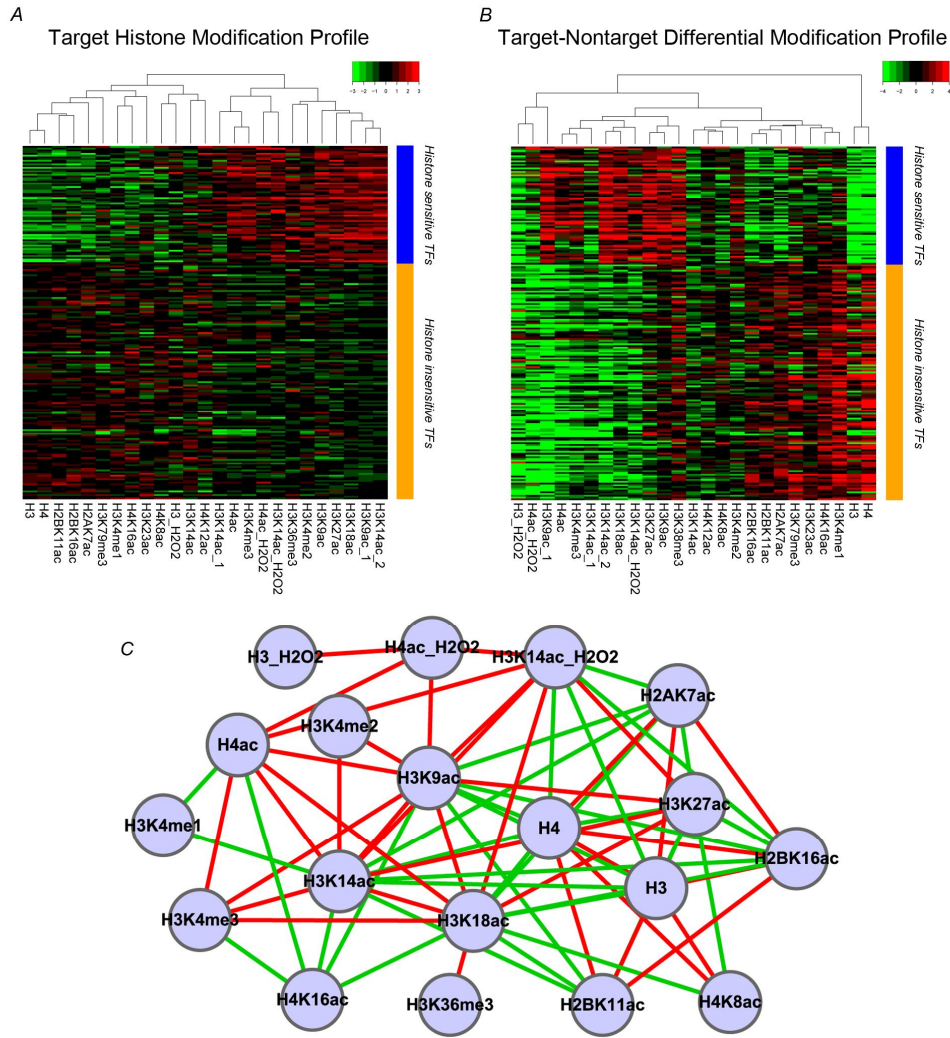 A
B
Target Histone Modification Profile
Target-Nontarget Differential Modification Profile
−3 −2 −1 0 1 2 3
−4 −2 0 2 4
Histone sensitive TFs
Histone insensitive TFs
Histone sensitive TFs
Histone insensitive TFs
H3
H4
H2BK11ac
H2BK16ac
H2AK7ac
H3K79me3
H3K4me1
H4K16ac
H3K23ac
H4K8ac
H3_H2O2
H3K14ac
H4K12ac
H3K14ac_1
H4ac
H3K4me3
H4ac_H2O2
H3K14ac_H2O2
H3K36me3
H3K4me2
H3K9ac
H3K27ac
H3K18ac
H3K9ac_1
H3K14ac_2
H3_H2O2
H4ac_H2O2
H3K9ac_1
H4ac
H3K4me3
H3K14ac_1
H3K14ac_2
H3K18ac
H3K14ac_H2O2
H3K27ac
H3K9ac
H3K38me3
H3K14ac
H4K12ac
H4K8ac
H3K4me2
H2BK16ac
H2BK11ac
H2AK7ac
H3K79me3
H3K23ac
H4K16ac
H3K4me1
H3
H4
C
H3_H2O2
H4ac_H2O2
H3K14ac_H2O2
H2AK7ac
H3K4me2
H4ac
H3K9ac
H3K27ac
H3K4me1
H4
H2BK16ac
H3K14ac
H3
H3K4me3
H3K18ac
H4K16ac
H3K36me3
H2BK11ac
H4K8ac